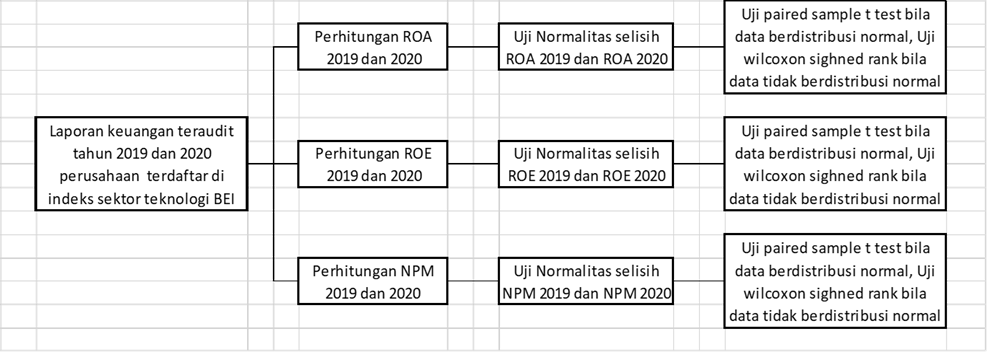 Laporan keuangan teraudit
tahun 2019 dan 2020
perusahaan terdaftar di
indeks sektor teknologi BEI
Perhitungan ROA
2019 dan 2020
Uji Normalitas selisih
ROA 2019 dan ROA 2020
Uji paired sample t test bila
data berdistribusi normal, Uji
wilcoxon sighned rank bila
data tidak berdistribusi normal
Perhitungan ROE
2019 dan 2020
Uji Normalitas selisih
ROE 2019 dan ROE 2020
Uji paired sample t test bila
data berdistribusi normal, Uji
wilcoxon sighned rank bila
data tidak berdistribusi normal
Perhitungan NPM
2019 dan 2020
Uji Normalitas selisih
NPM 2019 dan NPM 2020
Uji paired sample t test bila
data berdistribusi normal, Uji
wilcoxon sighned rank bila
data tidak berdistribusi normal